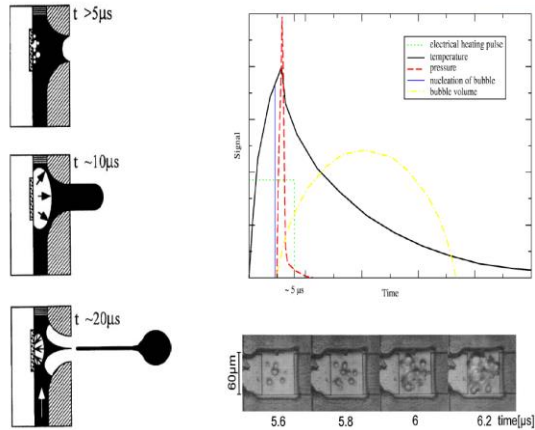 t >5μs
t ~10μs
t ~20μs
electrical heating pulse
temperature
pressure
nucleation of bubble
bubble volume
Signal
~ 5 μs
Time
60μm
5.6 5.8 6 6.2 time[μs]